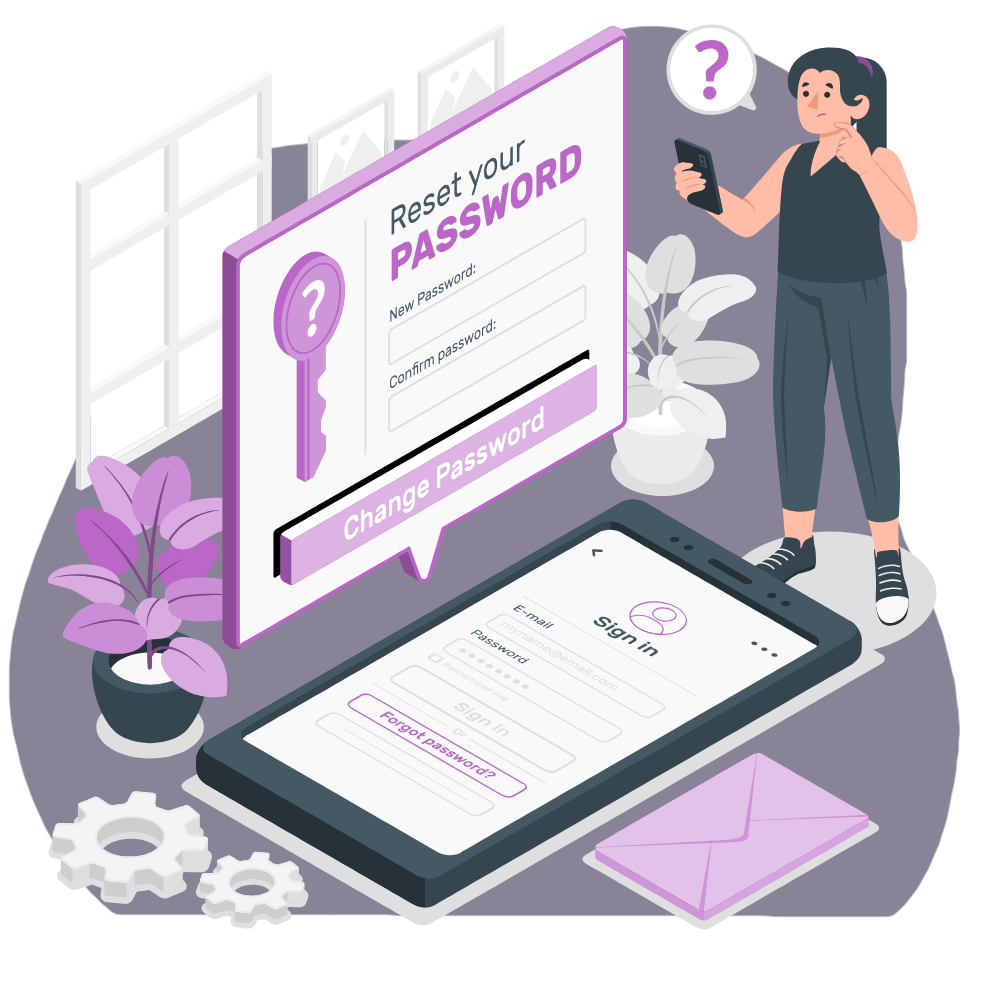 ?
Reset your
PASSWORD
?
New Password:
Confirm password:
Change Password
Sign in
E-mail
myname@email.com
Password
Remember me
Sign in
Or
Forgot password?